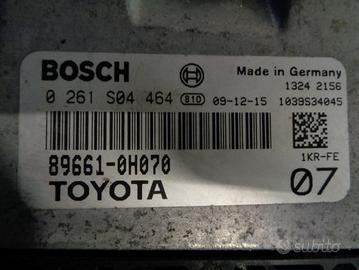 BOSCH
Made in Germany
1324 2156
0 261 S04 464 B10 09-12-15 1039S34045
89661-0H070
1KR-FE
TOYOTA
07
subito